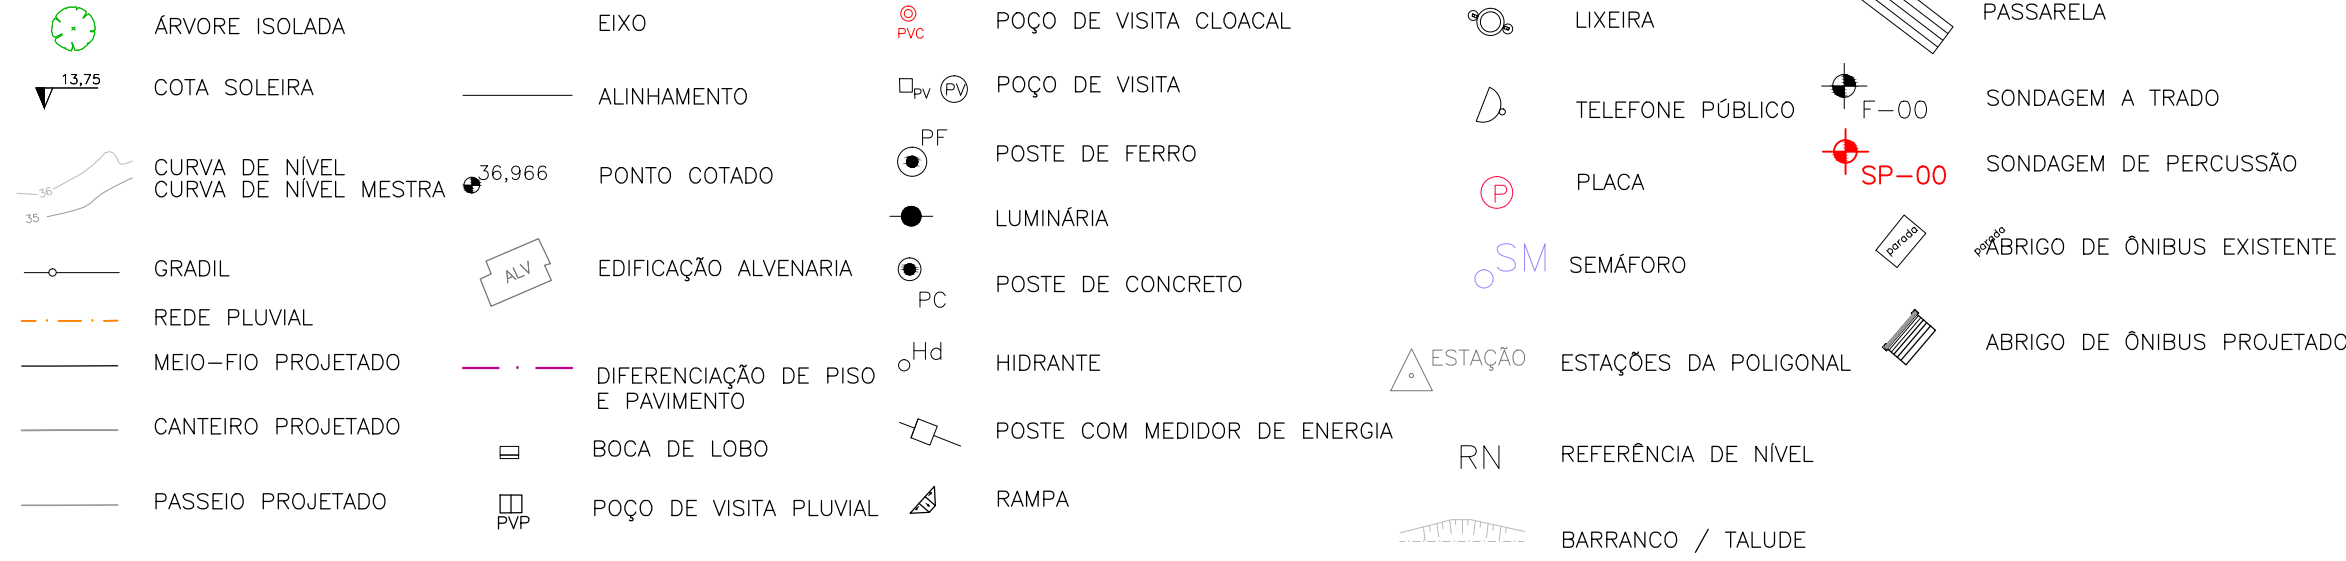 ÁRVORE ISOLADA
13,75
COTA SOLEIRA
36
35
CURVA DE NÍVEL
CURVA DE NÍVEL MESTRA
GRADIL
REDE PLUVIAL
MEIO-FIO PROJETADO
CANTEIRO PROJETADO
PASSEIO PROJETADO
EIXO
ALINHAMENTO
36,966
PONTO COTADO
ALV
EDIFICAÇÃO ALVENARIA
DIFERENCIAÇÃO DE PISO
E PAVIMENTO
BOCA DE LOBO
PVP
POÇO DE VISITA PLUVIAL
PVC
POÇO DE VISITA CLOACAL
PV PV
POÇO DE VISITA
PF
POSTE DE FERRO
LUMINÁRIA
PC
POSTE DE CONCRETO
Hd
HIDRANTE
POSTE COM MEDIDOR DE ENERGIA
RAMPA
LIXEIRA
TELEFONE PÚBLICO
P
PLACA
SM
SEMÁFORO
ESTAÇÃO
ESTAÇÕES DA POLIGONAL
RN
REFERÊNCIA DE NÍVEL
BARRANCO / TALUDE
PASSARELA
F-00
SONDAGEM A TRADO
SP-00
SONDAGEM DE PERCUSSÃO
parada
parada
ABRIGO DE ÔNIBUS EXISTENTE
ABRIGO DE ÔNIBUS PROJETADO